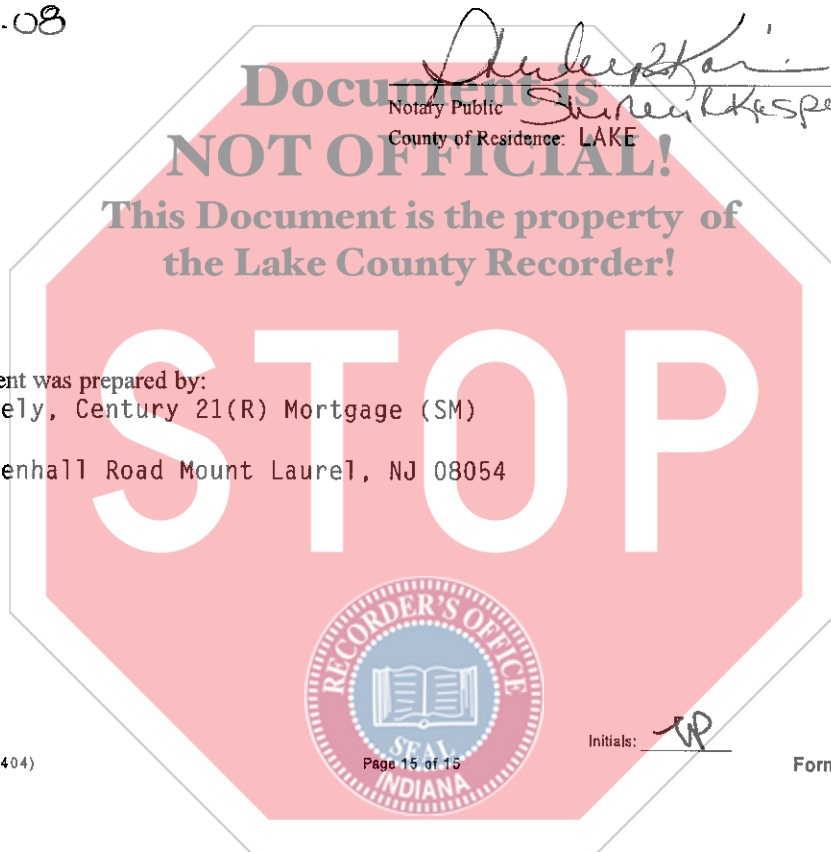 .08
Document is
Notary Public
NOT OFFICIAL!
County of Residence: LAKE
This Document is the property of
the Lake County Recorder!
STOP
ent was prepared by:
ely, Century 21(R) Mortgage (SM)
enhall Road Mount Laurel, NJ 08054
RECORDER'S OFFICE
SEAL
INDIANA
Initials: VP
404)
Page 15 of 15
Form